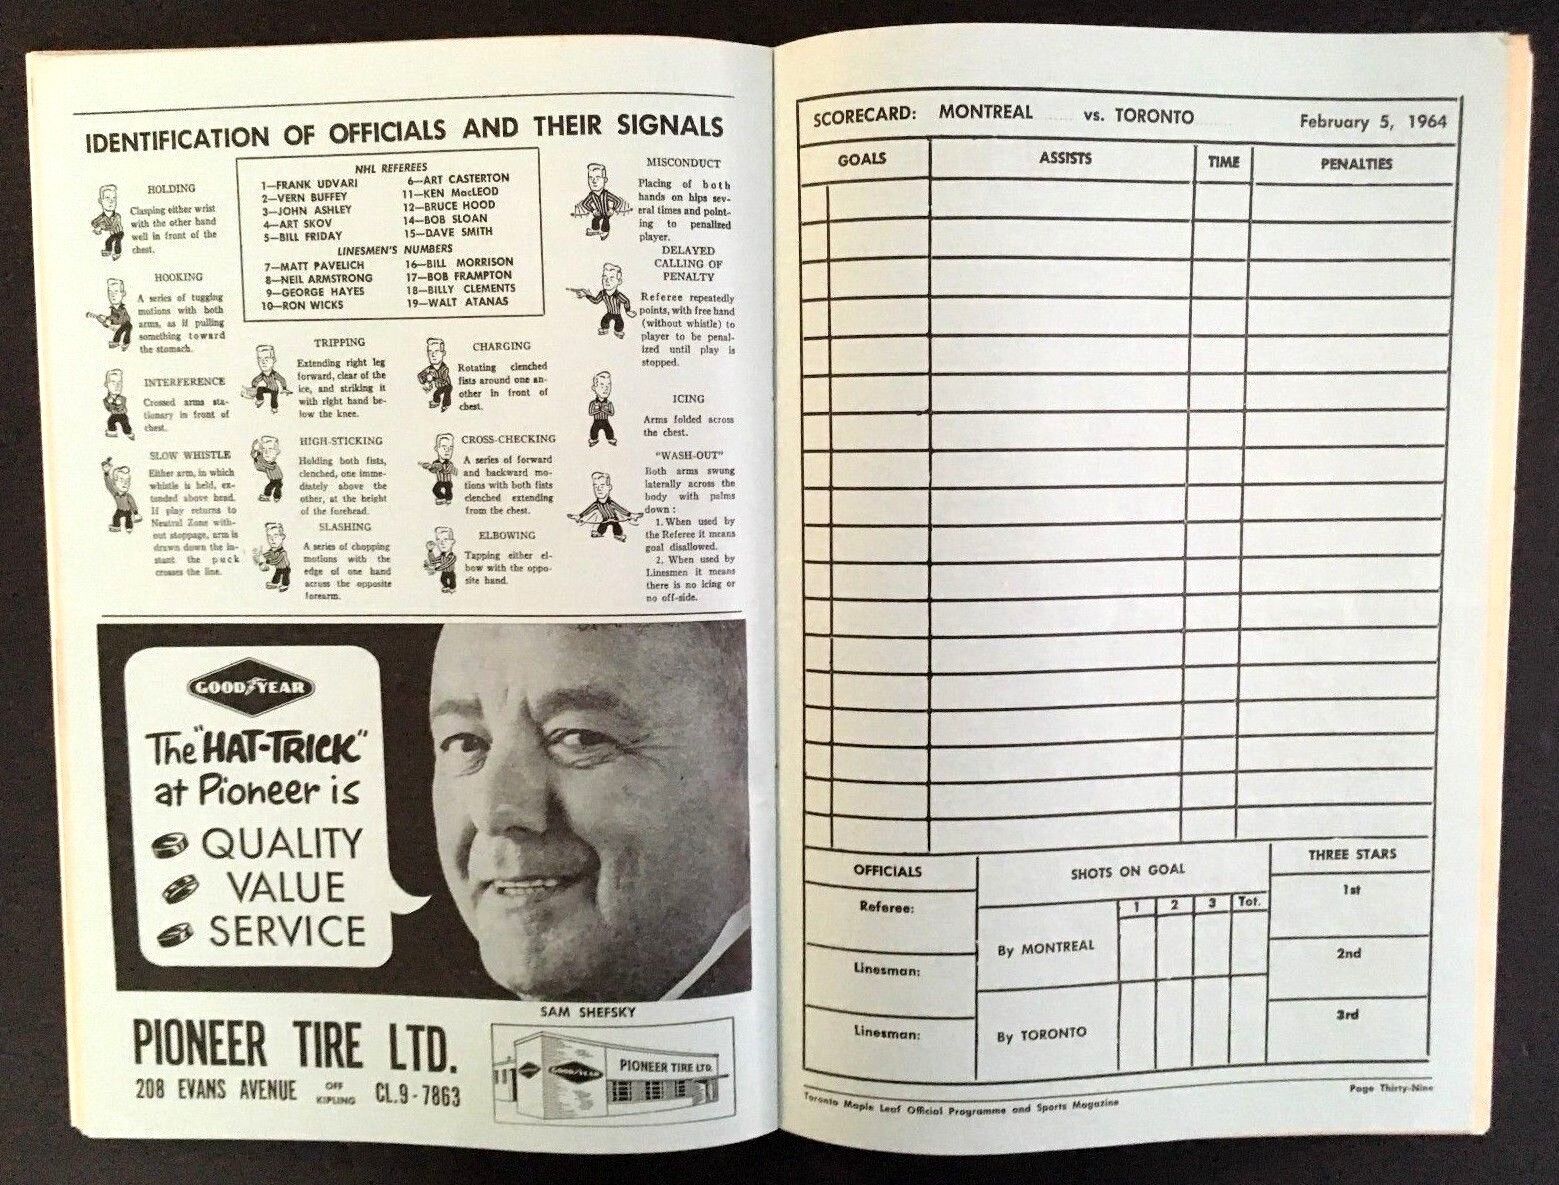 IDENTIFICATION OF OFFICIALS AND THEIR SIGNALS
HOLDING
Clasping either wrist
with the other hand
well in front of the
chest.
HOOKING
A series of tugging
motions with both
arms, as if pulling
something toward
the stomach.
INTERFERENCE
Crossed arms sta-
tionary in front of
chest.
SLOW WHISTLE
Either arm, in which
whistle is held, ex-
tended above head.
If play returns to
Neutral Zone with-
out stoppage, arm is
drawn down the in-
stant the puck
crosses the line.
NHL REFEREES
1—FRANK UDVARI
2—VERN BUFFEY
3—JOHN ASHLEY
4—ART SKOV
5—BILL FRIDAY
6—ART CASTERTON
11—KEN MacLEOD
12—BRUCE HOOD
14—BOB SLOAN
15—DAVE SMITH
LINESMEN'S NUMBERS
7—MATT PAVELICH
8—NEIL ARMSTRONG
9—GEORGE HAYES
10—RON WICKS
16—BILL MORRISON
17—BOB FRAMPTON
18—BILLY CLEMENTS
19—WALT ATANAS
TRIPPING
Extending right leg
forward, clear of the
ice, and striking it
with right hand be-
low the knee.
HIGH-STICKING
Holding both fists,
clenched, one imme-
diately above the
other, at the height
of the forehead.
SLASHING
A series of chopping
motions with the
edge of one hand
across the opposite
forearm.
CHARGING
Rotating clenched
fists around one an-
other in front of
chest.
CROSS-CHECKING
A series of forward
and backward mo-
tions with both fists
clenched extending
from the chest.
ELBOWING
Tapping either el-
bow with the oppo-
site hand.
MISCONDUCT
Placing of both
hands on hips sev-
eral times and point-
ing to penalized
player.
DELAYED
CALLING OF
PENALTY
Referee repeatedly
points, with free hand
(without whistle) to
player to be penal-
ized until play is
stopped.
ICING
Arms folded across
the chest.
"WASH-OUT"
Both arms swung
laterally across the
body with palms
down:
1. When used by
the Referee it means
goal disallowed.
2. When used by
Linesmen it means
there is no icing or
no off-side.
GOOD YEAR
The "HAT-TRICK"
at Pioneer is
QUALITY
VALUE
SERVICE
SAM SHEFSKY
PIONEER TIRE LTD.
208 EVANS AVENUE OFF KIPLING CL.9-7863
GOOD YEAR
PIONEER TIRE LTD.
SCORECARD: MONTREAL vs. TORONTO February 5, 1964
GOALS ASSISTS TIME PENALTIES
OFFICIALS
Referee:
Linesman:
Linesman:
SHOTS ON GOAL
1 2 3 Tot.
By MONTREAL
By TORONTO
THREE STARS
1st
2nd
3rd
Toronto Maple Leaf Official Programme and Sports Magazine
Page Thirty-Nine